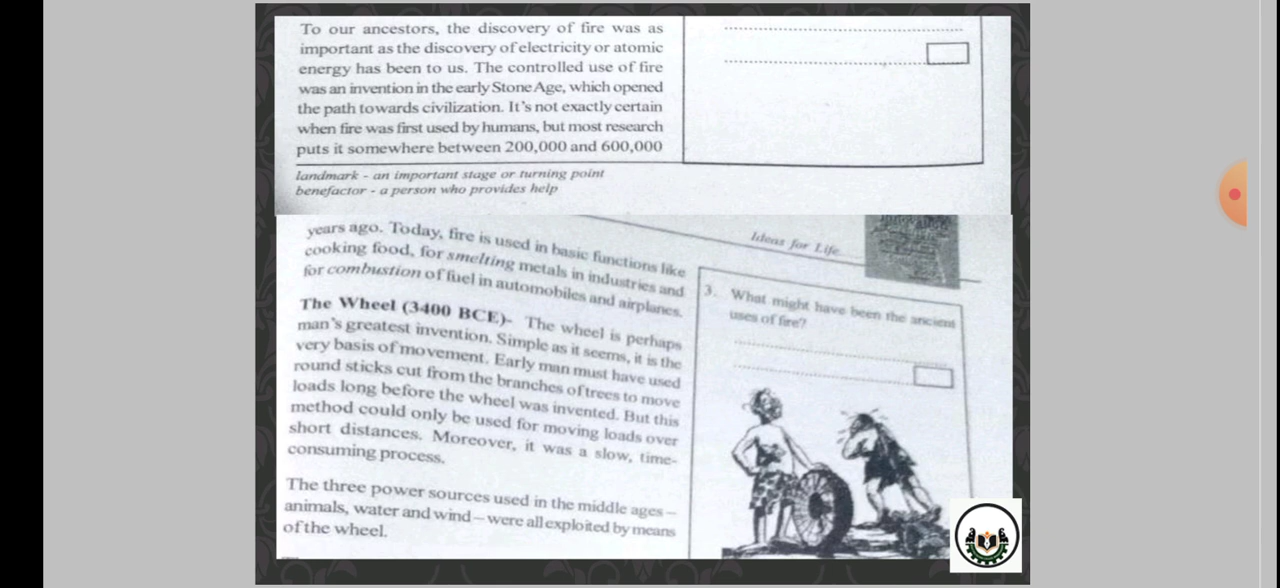 To our ancestors, the discovery of fire was as
important as the discovery of electricity or atomic
energy has been to us. The controlled use of fire
was an invention in the early Stone Age, which opened
the path towards civilization. It's not exactly certain
when fire was first used by humans, but most research
puts it somewhere between 200,000 and 600,000
landmark - an important stage or turning point
benefactor - a person who provides help
Ideas for Life
years ago. Today, fire is used in basic functions like
cooking food, for smelting metals in industries and
for combustion of fuel in automobiles and airplanes.
The Wheel (3400 BCE)- The wheel is perhaps
man's greatest invention. Simple as it seems, it is the
very basis of movement. Early man must have used
round sticks cut from the branches of trees to move
loads long before the wheel was invented. But this
method could only be used for moving loads over
short distances. Moreover, it was a slow, time-
consuming process.
The three power sources used in the middle ages –
animals, water and wind – were all exploited by means
of the wheel.
3. What might have been the ancient
uses of fire?